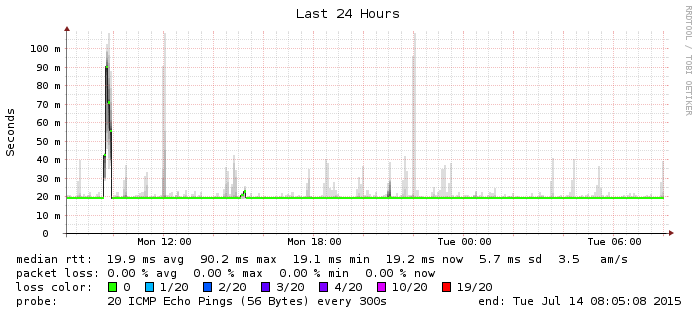 Last 24 Hours
RRDTOOL / TOBI OETIKER
Seconds
100 m
90 m
80 m
70 m
60 m
50 m
40 m
30 m
20 m
10 m
0
Mon 12:00 Mon 18:00 Tue 00:00 Tue 06:00
median rtt: 19.9 ms avg 90.2 ms max 19.1 ms min 19.2 ms now 5.7 ms sd 3.5 am/s
packet loss: 0.00 % avg 0.00 % max 0.00 % min 0.00 % now
loss color: 0 1/20 2/20 3/20 4/20 10/20 19/20
probe: 20 ICMP Echo Pings (56 Bytes) every 300s end: Tue Jul 14 08:05:08 2015